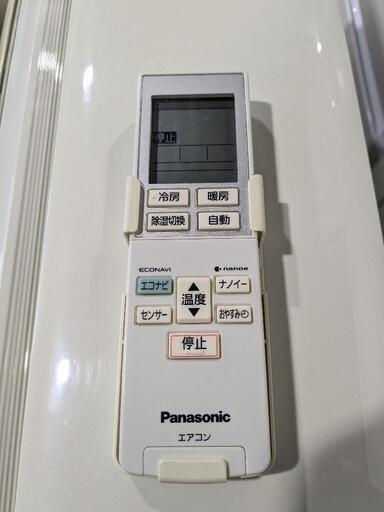 停止
冷房 暖房
除湿切換 自動
ECONAVI nanoe
エコナビ 温度 ナノイー
センサー おやすみ
停止
Panasonic
エアコン